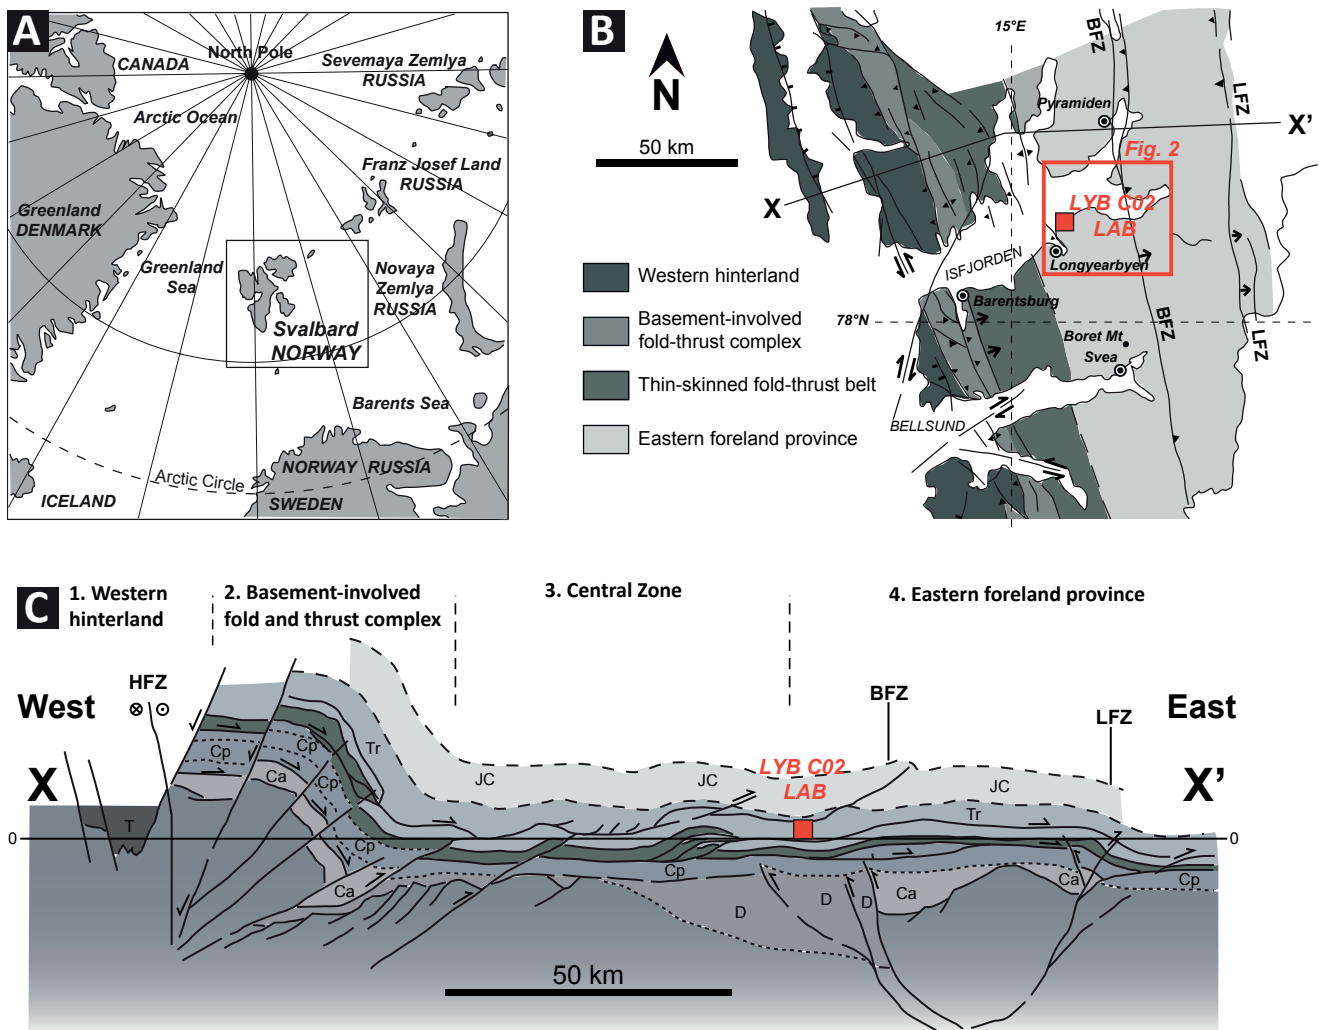 A
North Pole
CANADA
Sevemaya Zemlya
RUSSIA
Arctic Ocean
Franz Josef Land
RUSSIA
Greenland
DENMARK
Greenland
Sea
Novaya
Zemlya
RUSSIA
Svalbard
NORWAY
Barents Sea
NORWAY
RUSSIA
Arctic Circle
ICELAND
SWEDEN
B
N
50 km
15°E
BFZ
LFZ
Pyramiden
X'
Fig. 2
X
LYB C02
LAB
Longyearbyen
ISFJORDEN
Barentsburg
78°N
Boret Mt
Svea
BFZ
LFZ
BELLSUND
Western hinterland
Basement-involved
fold-thrust complex
Thin-skinned fold-thrust belt
Eastern foreland province
C
1. Western
hinterland
2. Basement-involved
fold and thrust complex
3. Central Zone
4. Eastern foreland province
West
HFZ
BFZ
LFZ
East
X
X'
Cp
Cp
Tr
Ca
Cp
JC
JC
LYB C02
LAB
JC
Tr
T
0
0
Cp
Ca
Cp
D
D
D
Ca
Ca
Cp
50 km